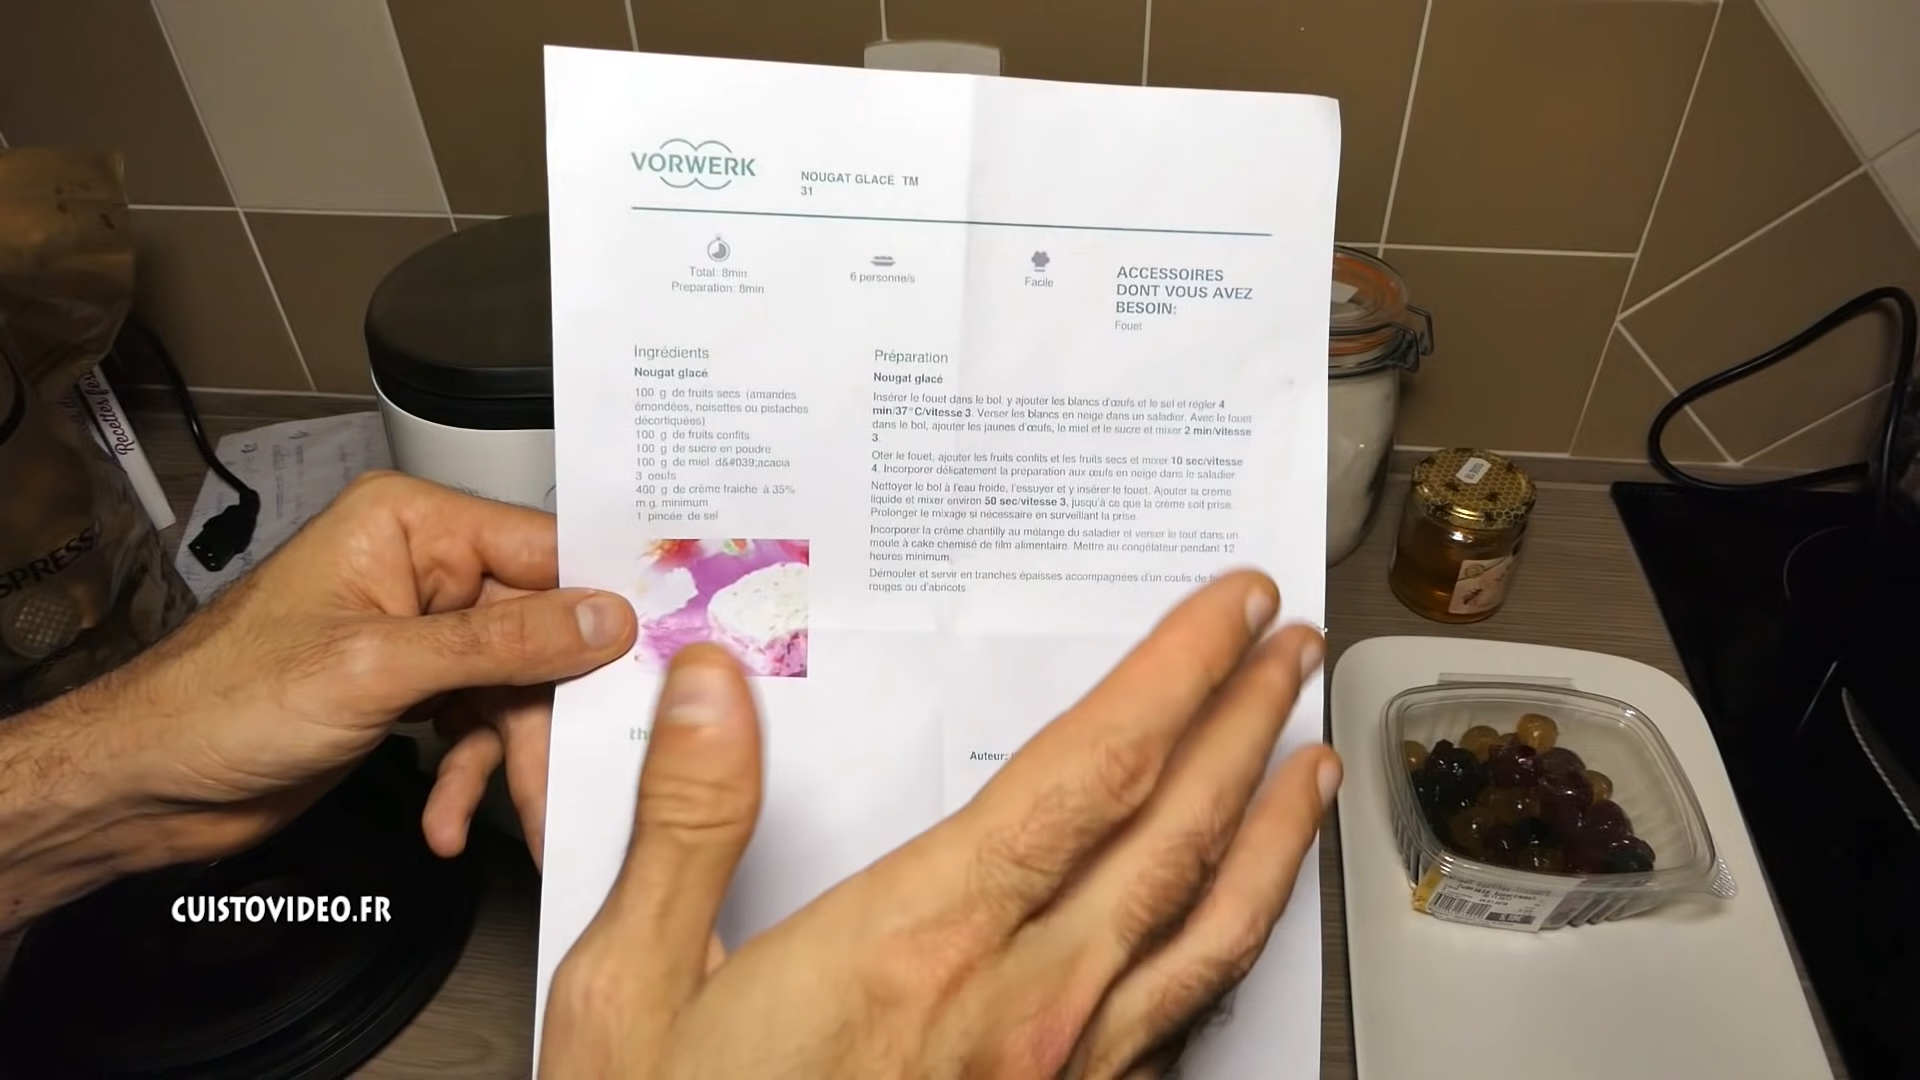 VORWERK
NOUGAT GLACÉ TM
31
Total: 8min
Preparation: 8min
6 personne/s
Facile
ACCESSOIRES
DONT VOUS AVEZ
BESOIN:
Fouet
Ingrédients
Nougat glacé
100 g de fruits secs (amandes
émondées, noisettes ou pistaches
décortiquées)
100 g de fruits confits
100 g de sucre en poudre
100 g de miel d&#039;acacia
3 oeufs
400 g de crème fraîche à 35%
m.g. minimum
1 pincée de sel
Préparation
Nougat glacé
Insérer le fouet dans le bol, y ajouter les blancs d'œufs et le sel et régler 4
min/37°C/vitesse 3. Verser les blancs en neige dans un saladier. Avec le fouet
dans le bol, ajouter les jaunes d'œufs, le miel et le sucre et mixer 2 min/vitesse
3.
Oter le fouet, ajouter les fruits confits et les fruits secs et mixer 10 sec/vitesse
4. Incorporer délicatement la préparation aux œufs en neige dans le saladier.
Nettoyer le bol à l'eau froide, l'essuyer et y insérer le fouet. Ajouter la crème
liquide et mixer environ 50 sec/vitesse 3, jusqu'à ce que la crème soit prise.
Prolonger le mixage si nécessaire en surveillant la prise.
Incorporer la crème chantilly au mélange du saladier et verser le tout dans un
moule à cake chemisé de film alimentaire. Mettre au congélateur pendant 12
heures minimum.
Démouler et servir en tranches épaisses accompagnées d'un coulis de
rouges ou d'abricots.
Auteur:
Recettes
CUISTOVIDEO.FR